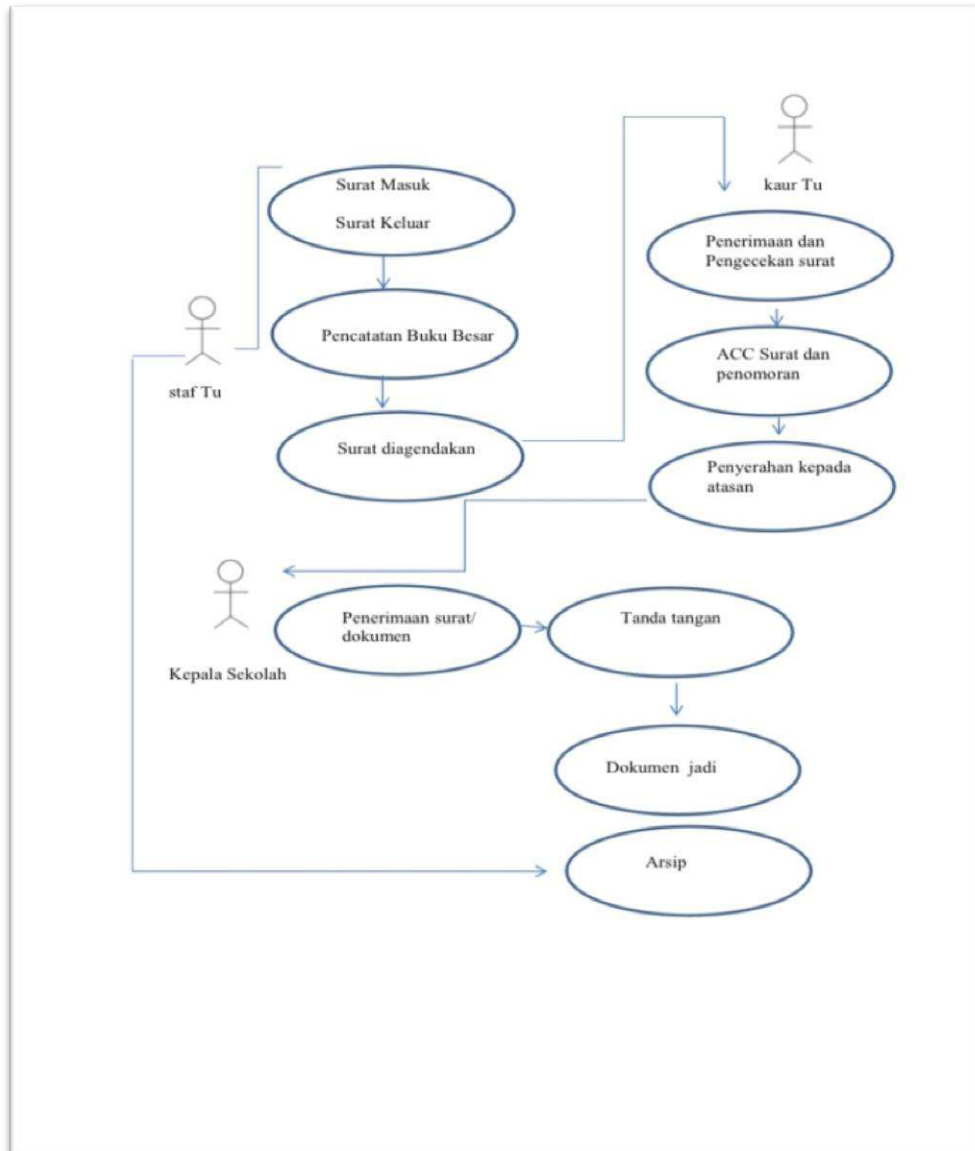 Surat Masuk
Surat Keluar
Pencatatan Buku Besar
staf Tu
Surat diagendakan
kaur Tu
Penerimaan dan
Pengecekan surat
ACC Surat dan
penomoran
Penyerahan kepada
atasan
Kepala Sekolah
Penerimaan surat/
dokumen
Tanda tangan
Dokumen jadi
Arsip